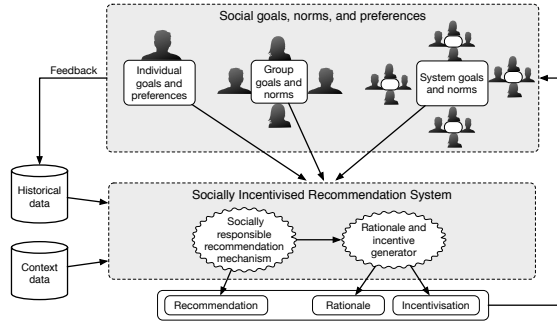 Social goals, norms, and preferences
Feedback
Individual
goals and
preferences
Group
goals and
norms
System goals
and norms
Historical
data
Socially Incentivised Recommendation System
Socially
responsible
recommendation
mechanism
Rationale and
incentive
generator
Context
data
Recommendation
Rationale
Incentivisation